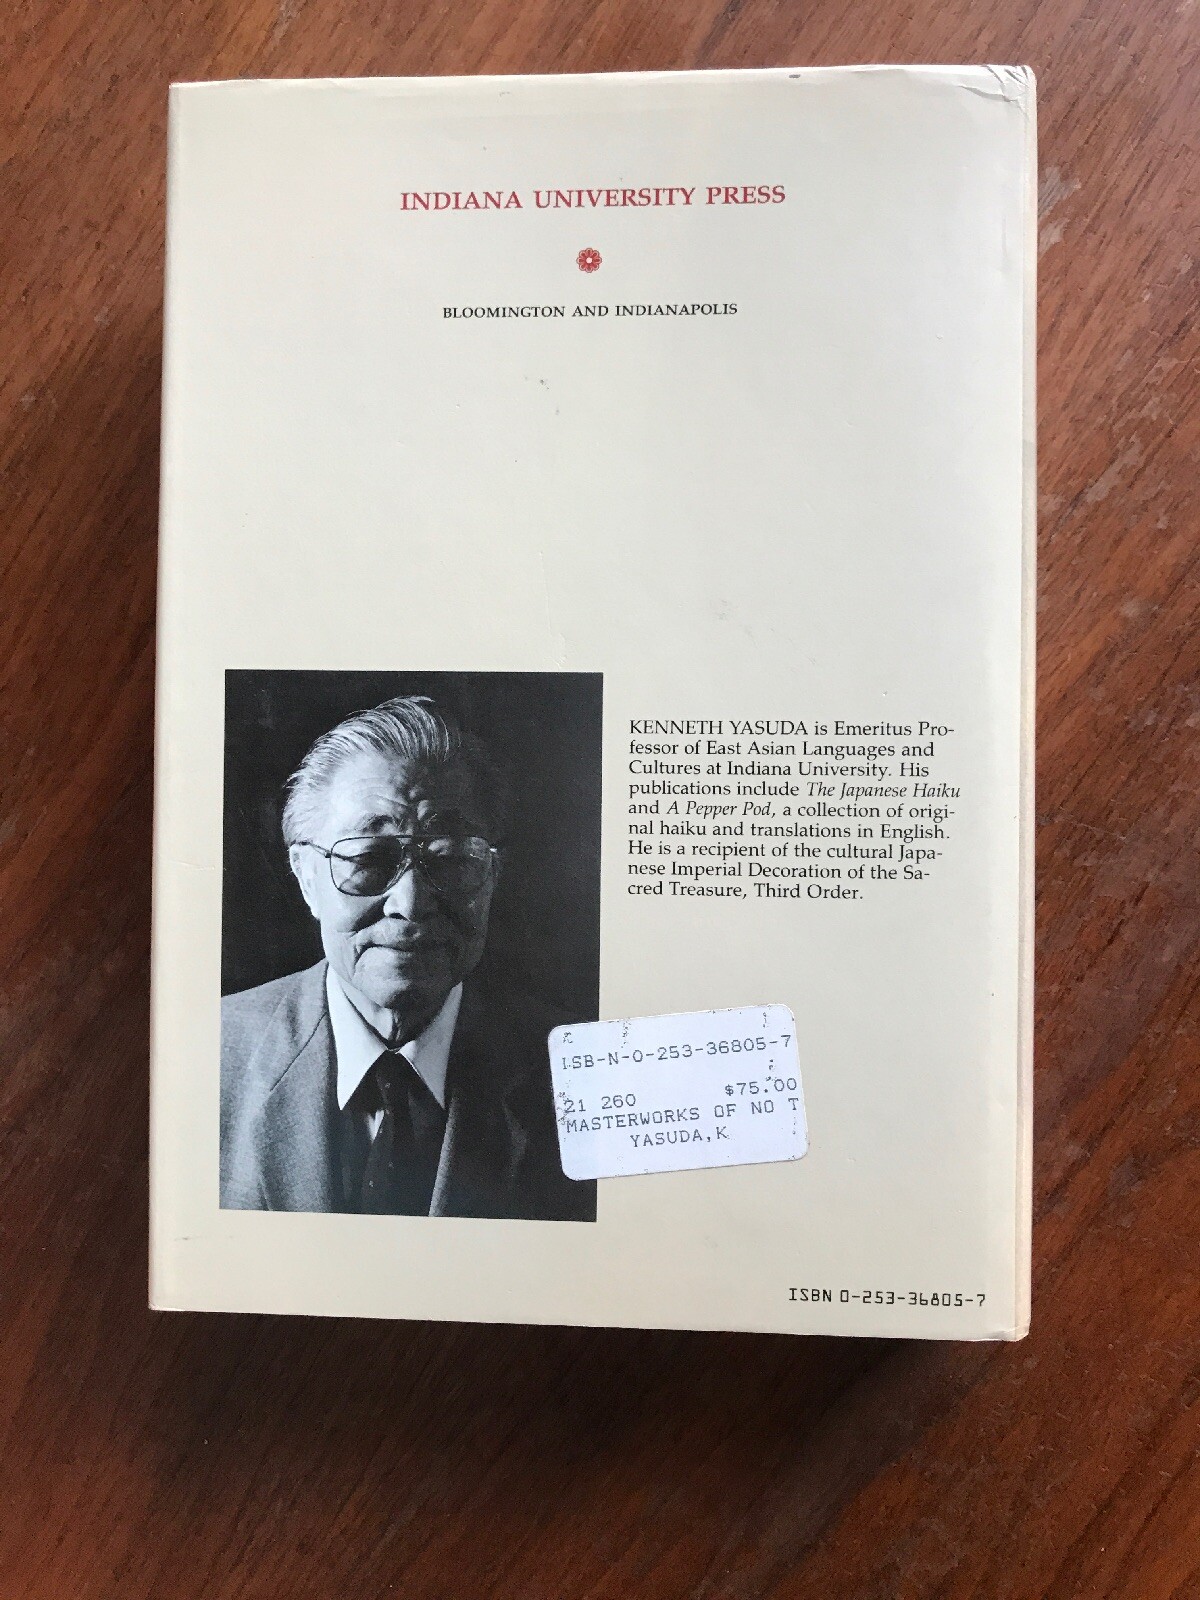 INDIANA UNIVERSITY PRESS
BLOOMINGTON AND INDIANAPOLIS
KENNETH YASUDA is Emeritus Pro-
fessor of East Asian Languages and
Cultures at Indiana University. His
publications include The Japanese Haiku
and A Pepper Pod, a collection of origi-
nal haiku and translations in English.
He is a recipient of the cultural Japa-
nese Imperial Decoration of the Sa-
cred Treasure, Third Order.
ISB-N-0-253-36805-7
21 260 $75.00
MASTERWORKS OF NO T
YASUDA,K
ISBN 0-253-36805-7